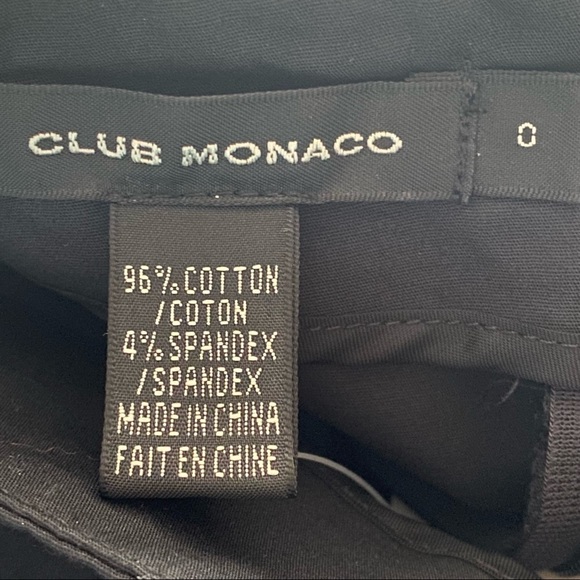 CLUB MONACO
0
96% COTTON
/COTON
4% SPANDEX
/SPANDEX
MADE IN CHINA
FAIT EN CHINE